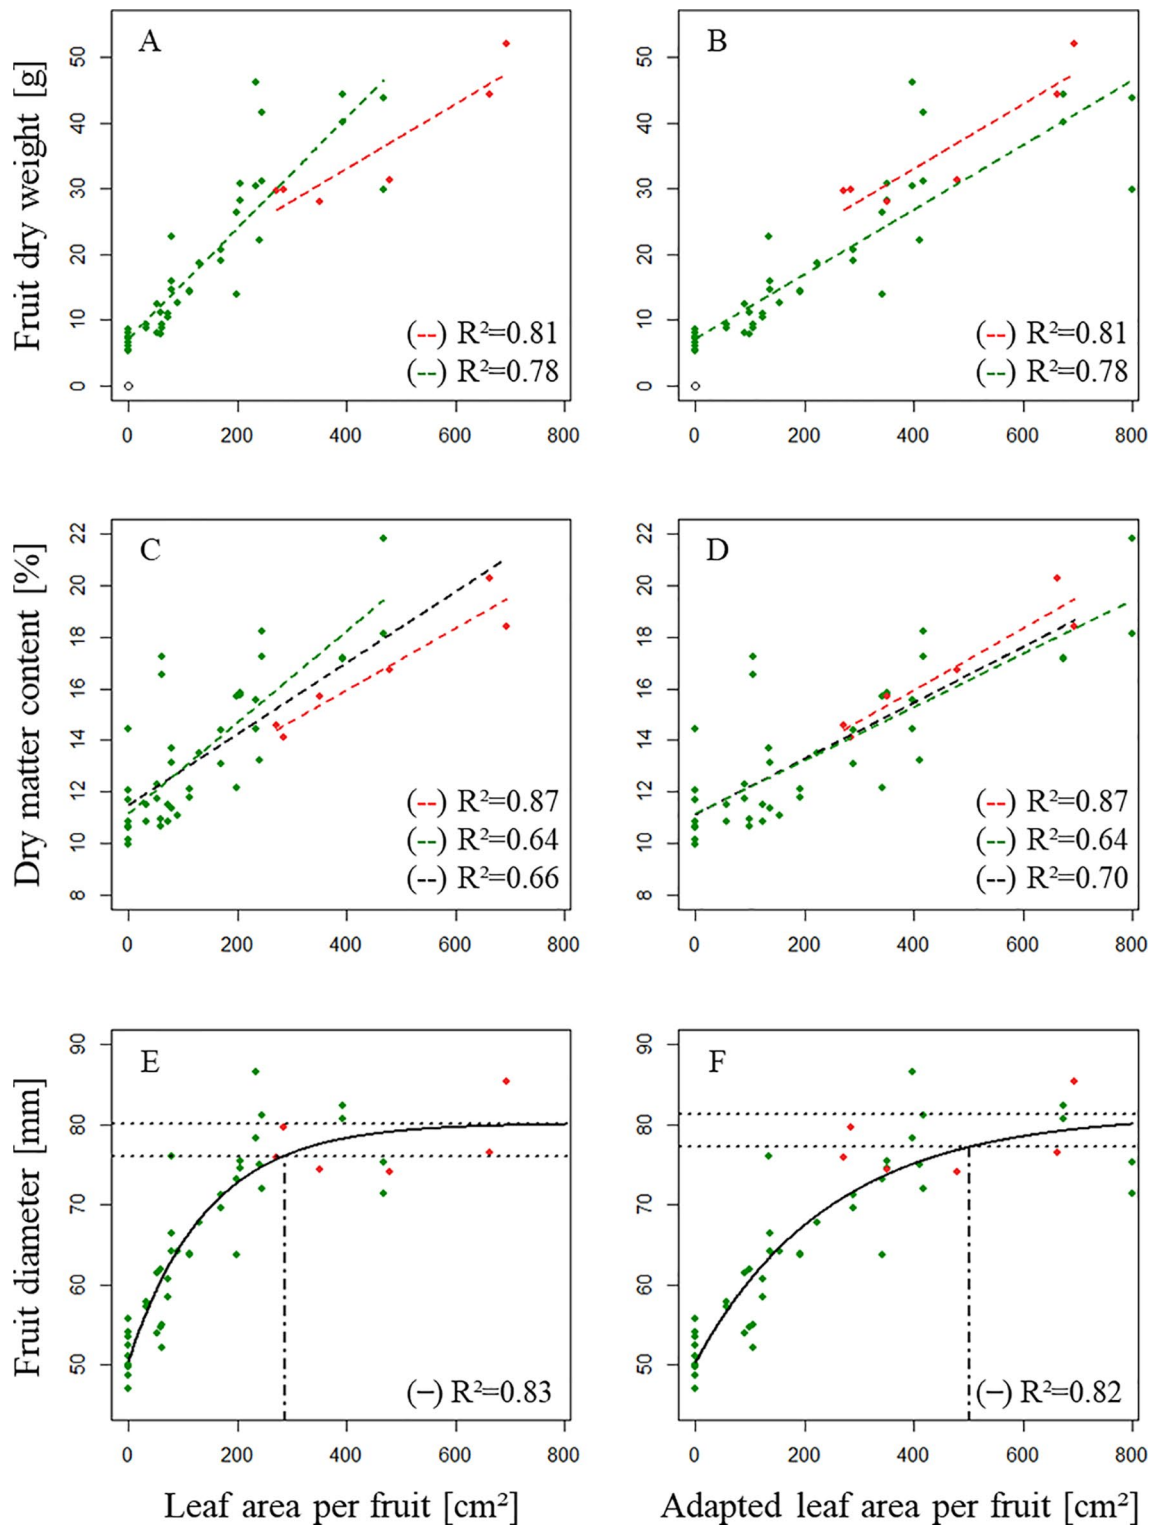 A
B
Fruit dry weight [g]
50
40
30
20
10
0
(--) R²=0.81
(--) R²=0.78
0 200 400 600 800
50
40
30
20
10
0
(--) R²=0.81
(--) R²=0.78
0 200 400 600 800
C
D
Dry matter content [%]
22
20
18
16
14
12
10
8
(--) R²=0.87
(--) R²=0.64
(--) R²=0.66
0 200 400 600 800
22
20
18
16
14
12
10
8
(--) R²=0.87
(--) R²=0.64
(--) R²=0.70
0 200 400 600 800
E
F
Fruit diameter [mm]
90
80
70
60
50
(–) R²=0.83
0 200 400 600 800
90
80
70
60
50
(–) R²=0.82
0 200 400 600 800
Leaf area per fruit [cm²]
Adapted leaf area per fruit [cm²]